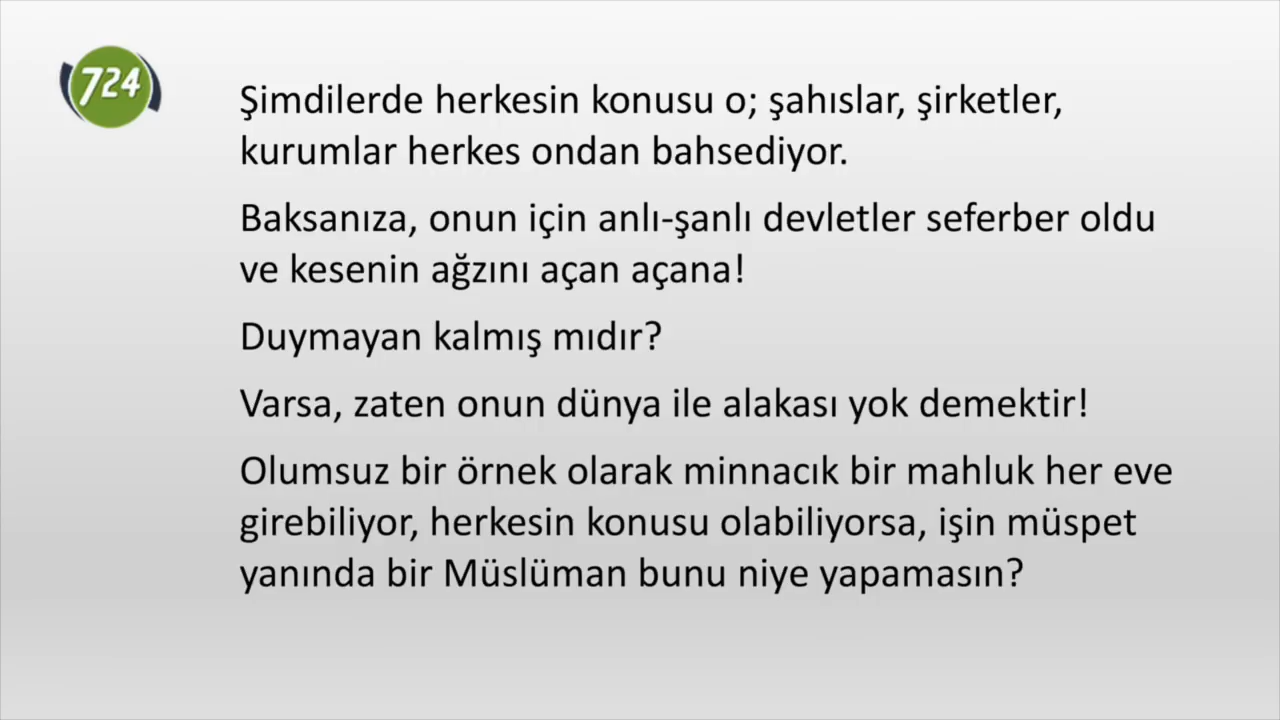 724
Şimdilerde herkesin konusu o; şahıslar, şirketler,
kurumlar herkes ondan bahsediyor.
Baksanıza, onun için anlı-şanlı devletler seferber oldu
ve kesenin ağzını açan açana!
Duymayan kalmış mıdır?
Varsa, zaten onun dünya ile alakası yok demektir!
Olumsuz bir örnek olarak minnacık bir mahluk her eve
girebiliyor, herkesin konusu olabiliyorsa, işin müspet
yanında bir Müslüman bunu niye yapamasın?